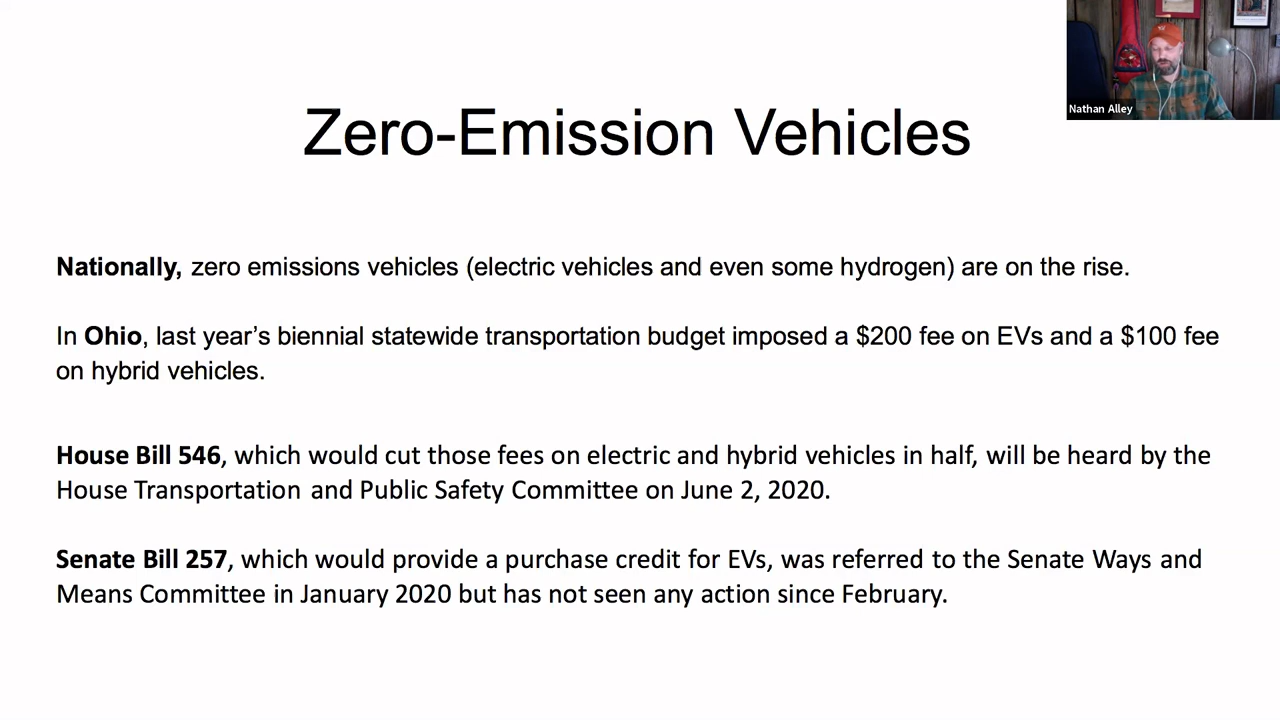 Nathan Alley
Zero-Emission Vehicles
Nationally, zero emissions vehicles (electric vehicles and even some hydrogen) are on the rise.
In Ohio, last year’s biennial statewide transportation budget imposed a $200 fee on EVs and a $100 fee
on hybrid vehicles.
House Bill 546, which would cut those fees on electric and hybrid vehicles in half, will be heard by the
House Transportation and Public Safety Committee on June 2, 2020.
Senate Bill 257, which would provide a purchase credit for EVs, was referred to the Senate Ways and
Means Committee in January 2020 but has not seen any action since February.